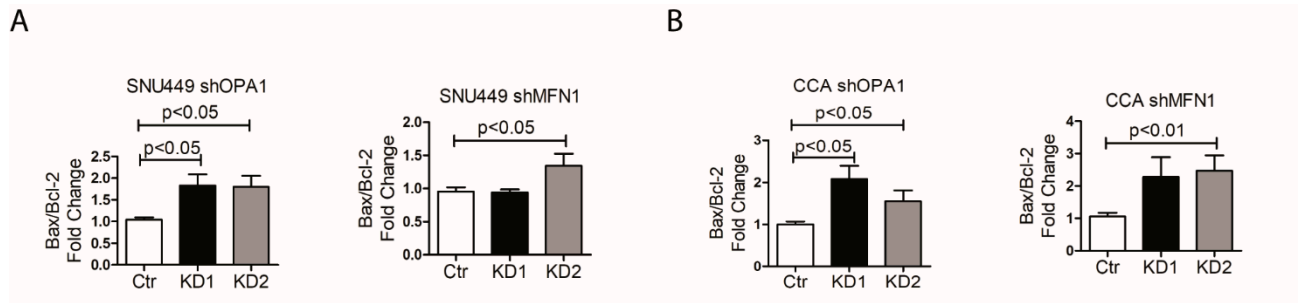 A
B
SNU449 shOPA1
p<0.05
p<0.05
Bax/Bcl-2
Fold Change
2.5
2.0
1.5
1.0
0.5
0.0
Ctr KD1 KD2
SNU449 shMFN1
p<0.05
Bax/Bcl-2
Fold Change
2.0
1.5
1.0
0.5
0.0
Ctr KD1 KD2
CCA shOPA1
p<0.05
p<0.05
Bax/Bcl-2
Fold Change
3
2
1
0
Ctr KD1 KD2
CCA shMFN1
p<0.01
Bax/Bcl-2
Fold Change
4
3
2
1
0
Ctr KD1 KD2